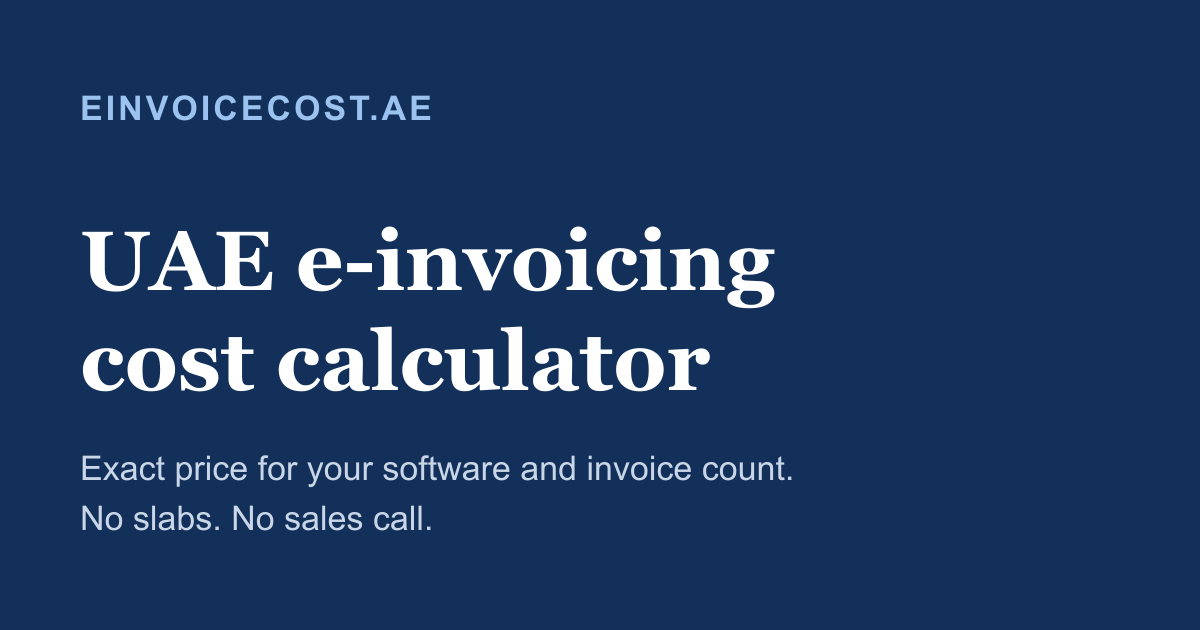 EINVOICECOST.AE
UAE e-invoicing
cost calculator
Exact price for your software and invoice count.
No slabs. No sales call.